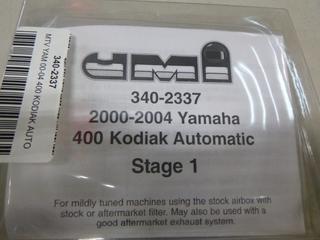 340-2337
MTV YAM 00-04 400 KODIAK AUTO
340-2337
2000-2004 Yamaha
400 Kodiak Automatic
Stage 1
For mildly tuned machines using the stock airbox with
stock or aftermarket filter. May also be used with a
good aftermarket exhaust system.